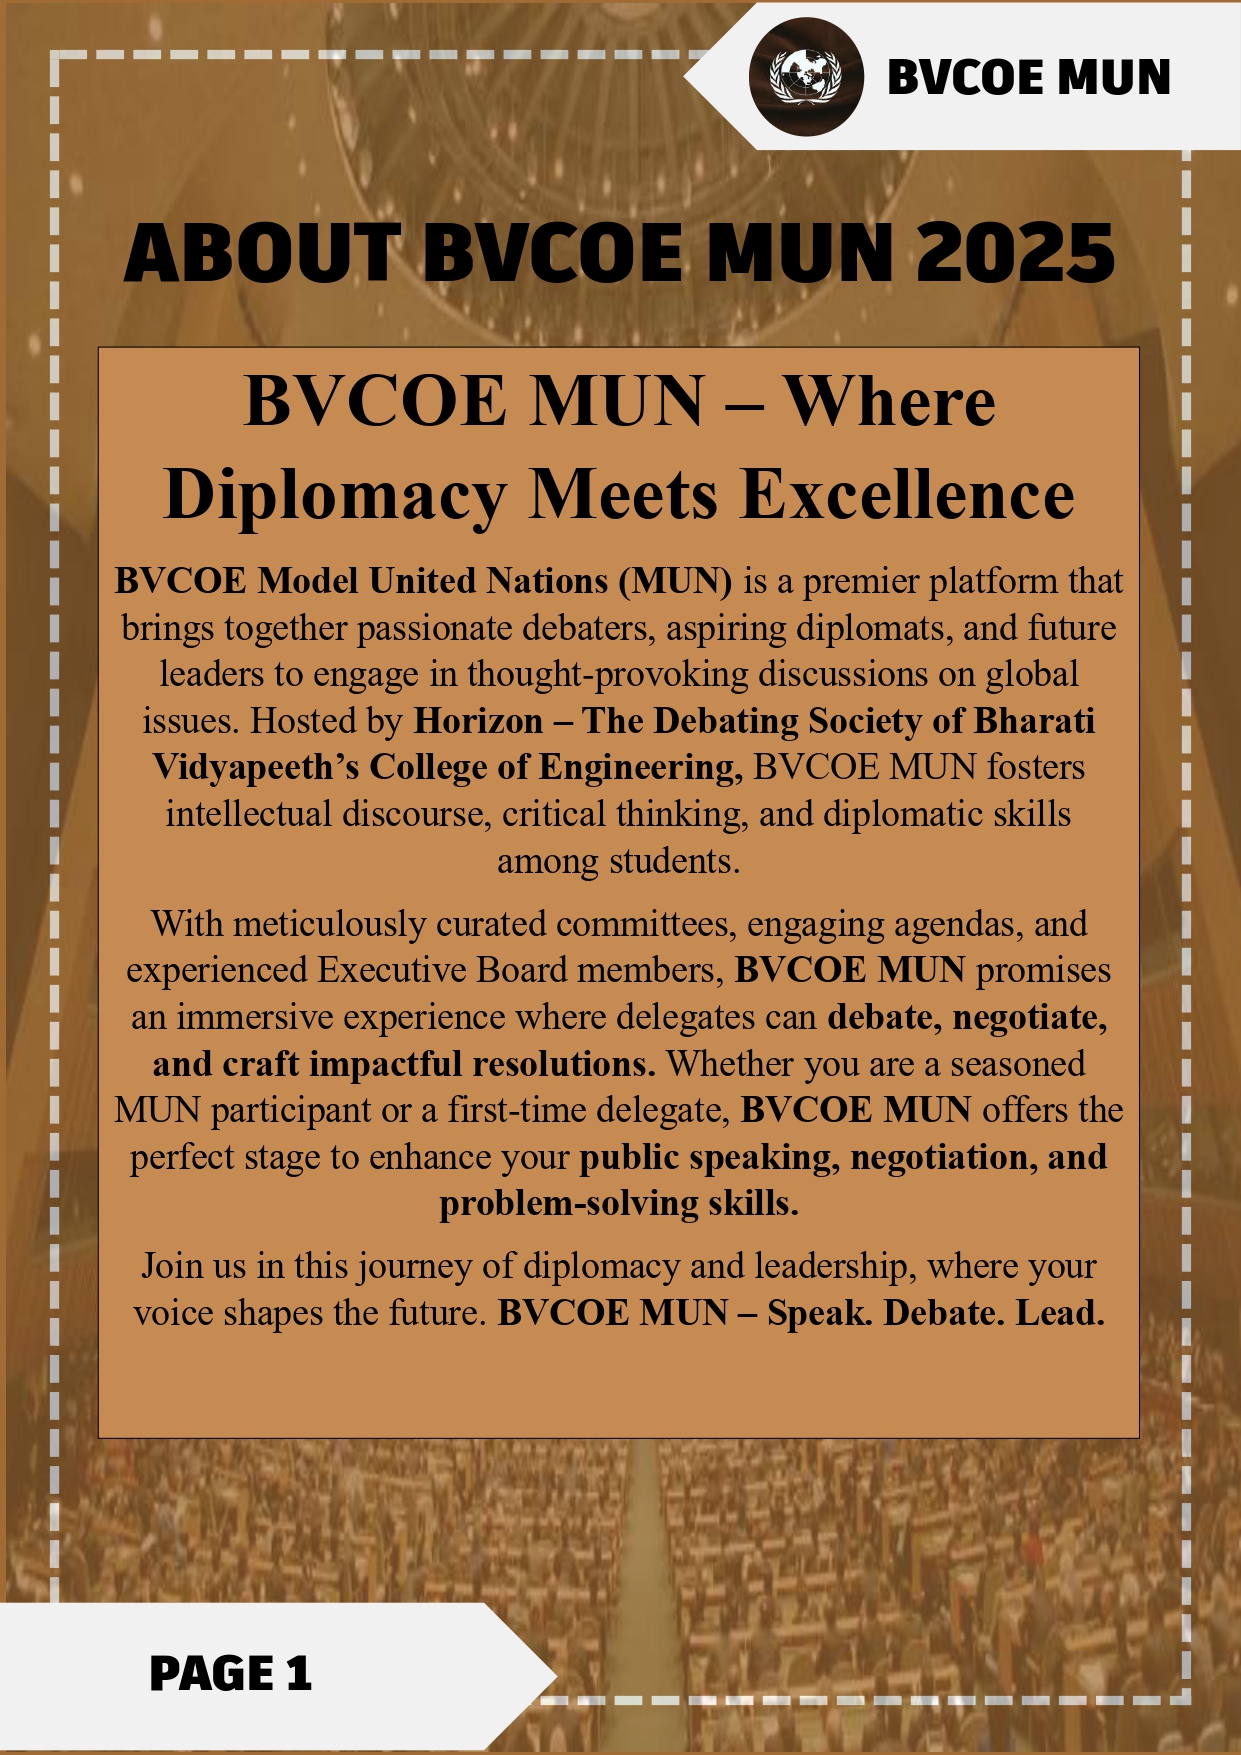 BVCOE MUN
ABOUT BVCOE MUN 2025
BVCOE MUN – Where
Diplomacy Meets Excellence
BVCOE Model United Nations (MUN) is a premier platform that
brings together passionate debaters, aspiring diplomats, and future
leaders to engage in thought-provoking discussions on global
issues. Hosted by Horizon – The Debating Society of Bharati
Vidyapeeth’s College of Engineering, BVCOE MUN fosters
intellectual discourse, critical thinking, and diplomatic skills
among students.
With meticulously curated committees, engaging agendas, and
experienced Executive Board members, BVCOE MUN promises
an immersive experience where delegates can debate, negotiate,
and craft impactful resolutions. Whether you are a seasoned
MUN participant or a first-time delegate, BVCOE MUN offers the
perfect stage to enhance your public speaking, negotiation, and
problem-solving skills.
Join us in this journey of diplomacy and leadership, where your
voice shapes the future. BVCOE MUN – Speak. Debate. Lead.
PAGE 1